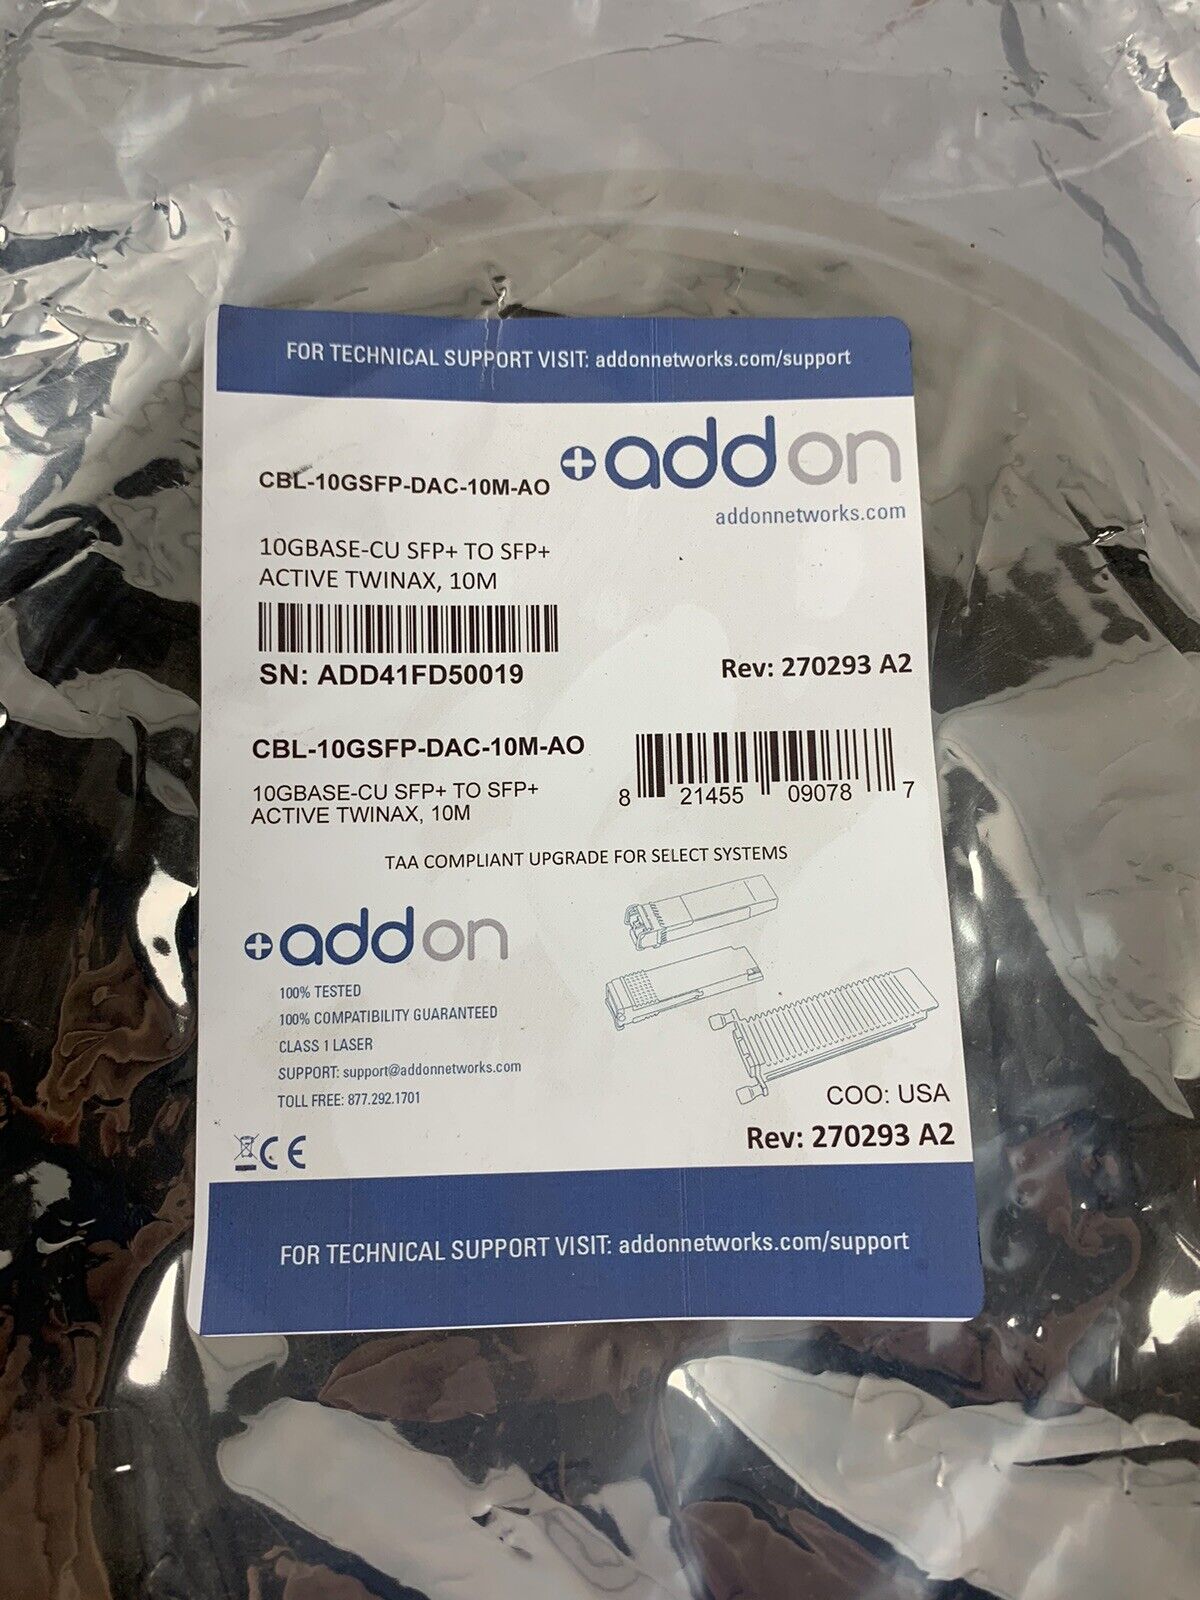 FOR TECHNICAL SUPPORT VISIT: addonnetworks.com/support
addon
addonnetworks.com
CBL-10GSFP-DAC-10M-AO
10GBASE-CU SFP+ TO SFP+
ACTIVE TWINAX, 10M
SN: ADD41FD50019
Rev: 270293 A2
CBL-10GSFP-DAC-10M-AO
10GBASE-CU SFP+ TO SFP+
ACTIVE TWINAX, 10M
8 21455 09078 7
TAA COMPLIANT UPGRADE FOR SELECT SYSTEMS
addon
100% TESTED
100% COMPATIBILITY GUARANTEED
CLASS 1 LASER
SUPPORT: support@addonnetworks.com
TOLL FREE: 877.292.1701
CE
COO: USA
Rev: 270293 A2
FOR TECHNICAL SUPPORT VISIT: addonnetworks.com/support